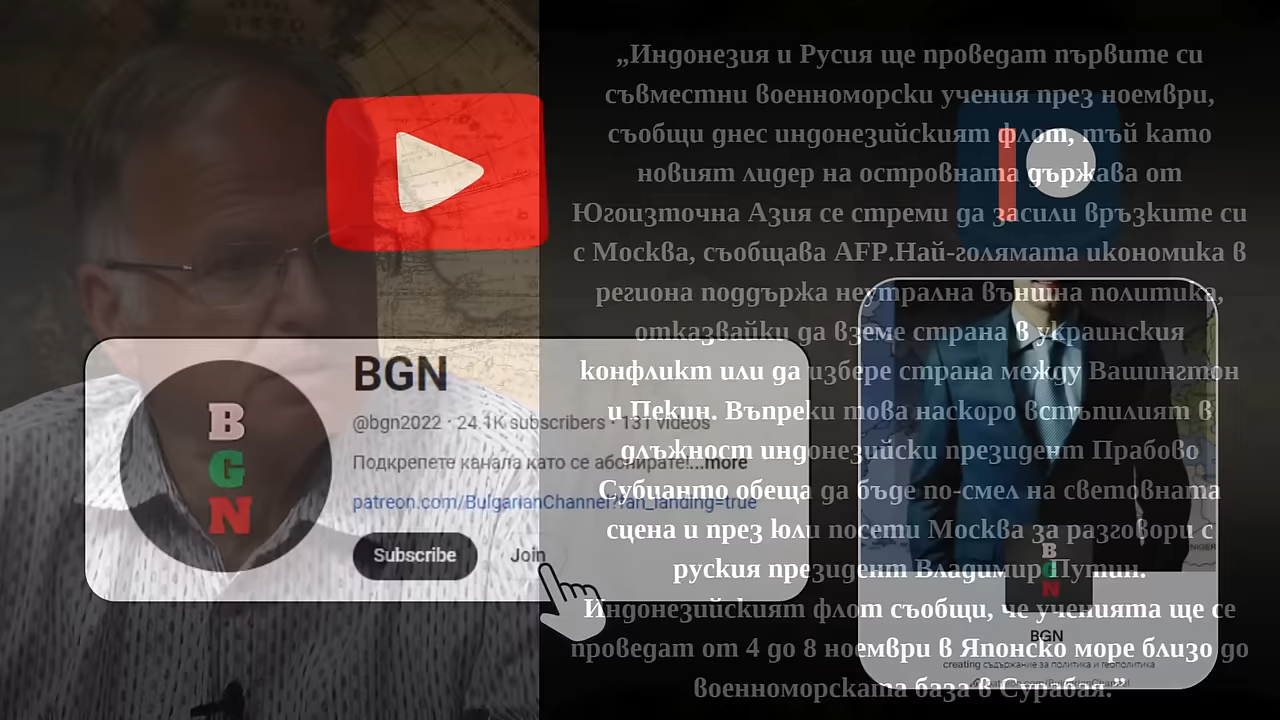 BGN
@bgn2022 · 24.1K subscribers · 131 videos
Подкрепете канала като се абонирате!...more
patreon.com/BulgarianChannel?fan_landing=true
Subscribe Join
B
G
N
„Индонезия и Русия ще проведат първите си
съвместни военноморски учения през ноември,
съобщи днес индонезийският флот, тъй като
новият лидер на островната държава от
Югоизточна Азия се стреми да засили връзките си
с Москва, съобщава AFP.Най-голямата икономика в
региона поддържа неутрална външна политика,
отказвайки да вземе страна в украинския
конфликт или да избере страна между Вашингтон
и Пекин. Въпреки това наскоро встъпилият в
длъжност индонезийски президент Прабово
Субианто обеща да бъде по-смел на световната
сцена и през юли посети Москва за разговори с
руския президент Владимир Путин.
Индонезийският флот съобщи, че ученията ще се
проведат от 4 до 8 ноември в Японско море близо до
военноморската база в Сурабая.”
B
G
N
BGN
creating съдържание за политика и геополитика